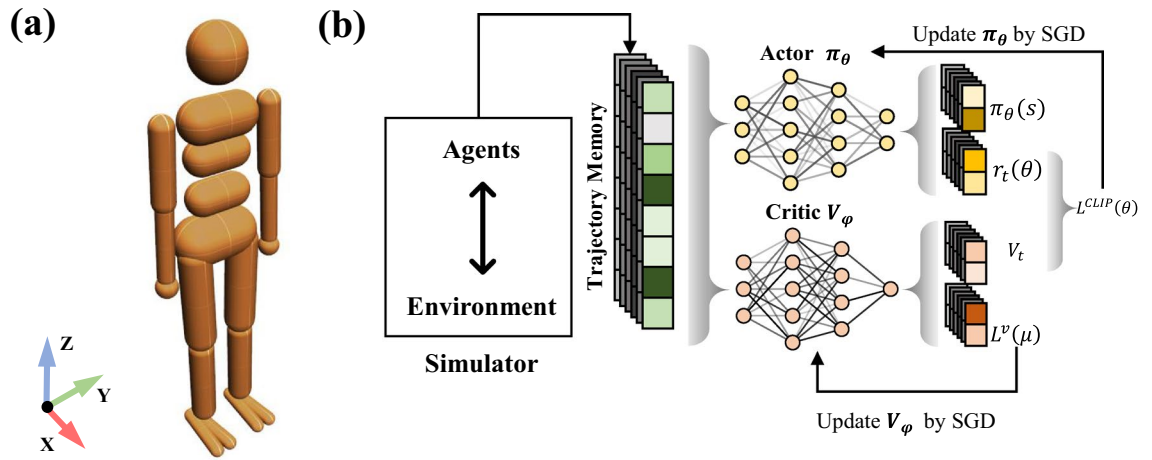 (a)
Z
Y
X
(b)
Agents
Environment
Simulator
Trajectory Memory
Actor π_θ
Critic V_φ
Update π_θ by SGD
π_θ(s)
r_t(θ)
L^{CLIP}(θ)
V_t
L^v(μ)
Update V_φ by SGD